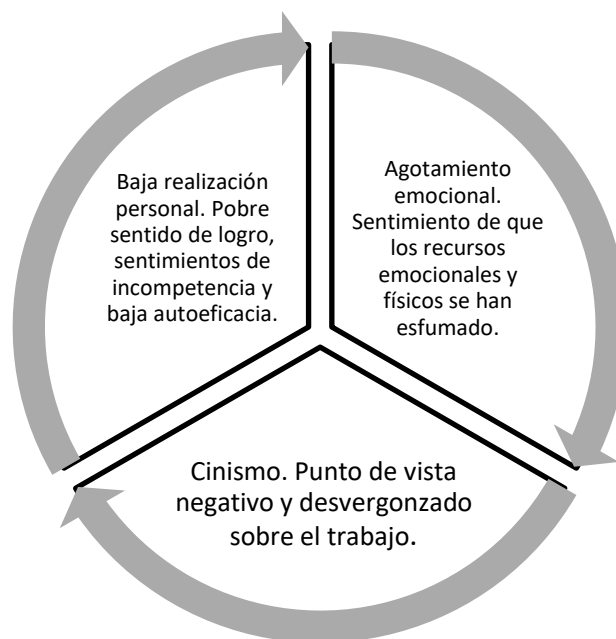 Baja realización
personal. Pobre
sentido de logro,
sentimientos de
incompetencia y
baja autoeficacia.
Agotamiento
emocional.
Sentimiento de que
los recursos
emocionales y
físicos se han
esfumado.
Cinismo. Punto de vista
negativo y desvergonzado
sobre el trabajo.